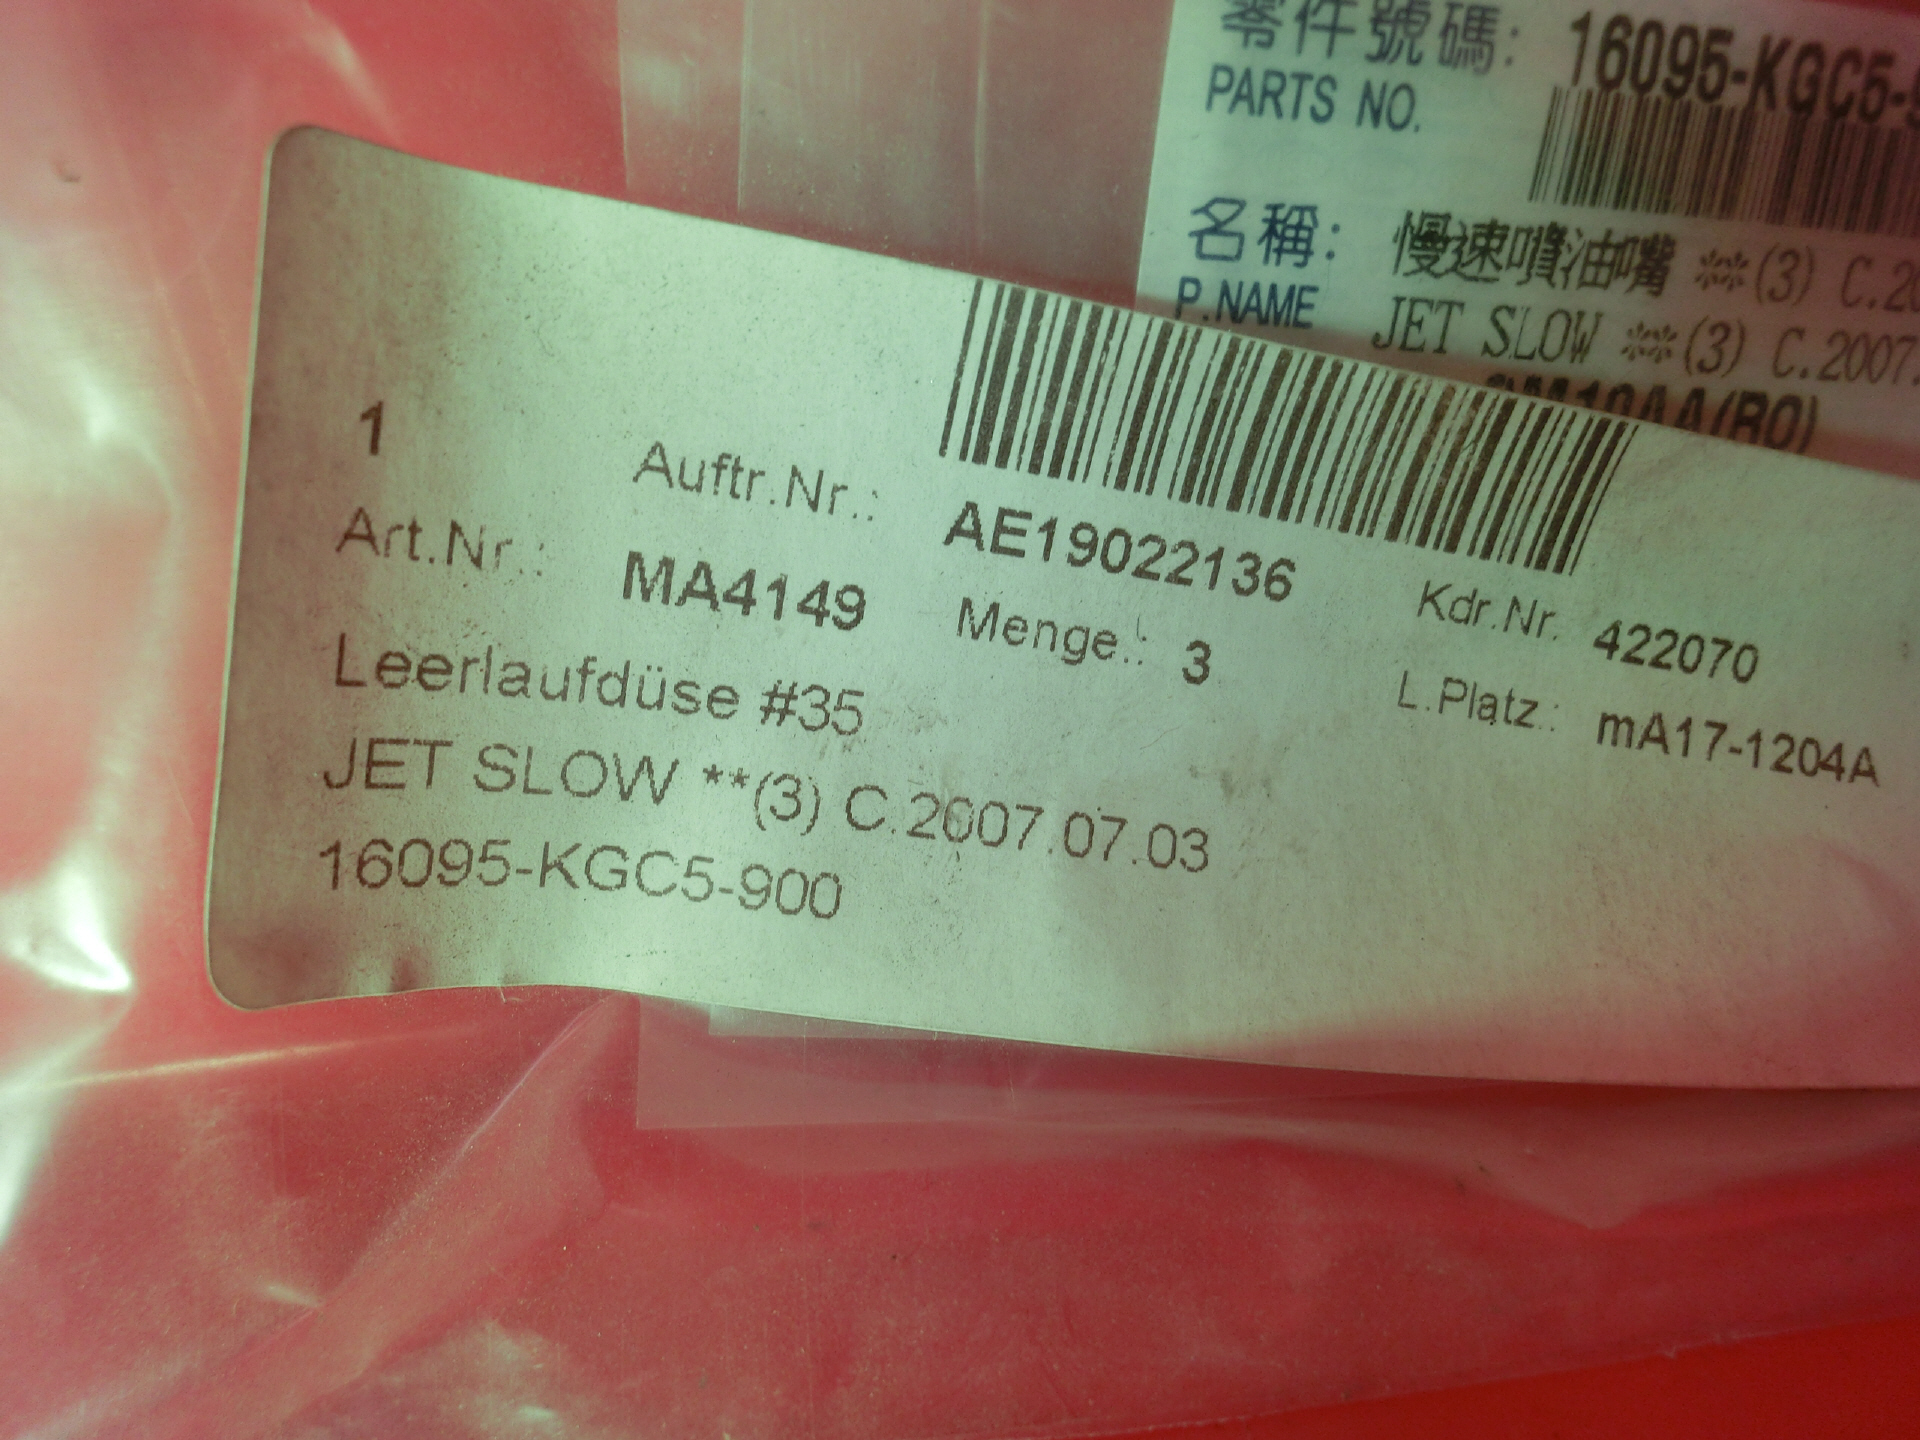 零件號碼: 16095-KGC5-9
PARTS NO.
名稱: 慢速噴油嘴 **(3) C.20
P.NAME JET SLOW **(3) C.2007.
(R0)
1 Auftr.Nr.: AE19022136 Kdr.Nr. 422070
Art.Nr.: MA4149 Menge.: 3 L.Platz.: mA17-1204A
Leerlaufdüse #35
JET SLOW **(3) C.2007.07.03
16095-KGC5-900